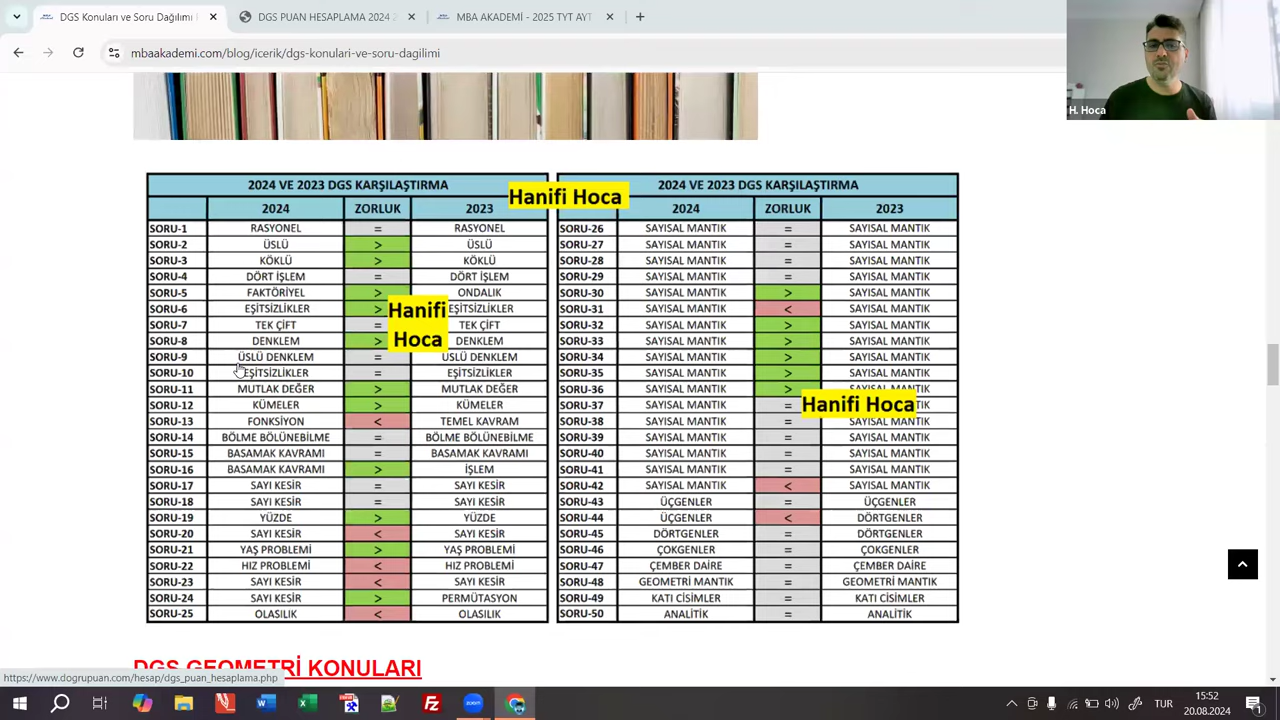 DGS Konuları ve Soru Dağılımı
DGS PUAN HESAPLAMA 2024 2
MBA AKADEMİ - 2025 TYT AYT
mbaakademi.com/blog/icerik/dgs-konulari-ve-soru-dagilimi
H. Hoca
2024 VE 2023 DGS KARŞILAŞTIRMA
2024 ZORLUK 2023
SORU-1 RASYONEL = RASYONEL
SORU-2 ÜSLÜ > ÜSLÜ
SORU-3 KÖKLÜ > KÖKLÜ
SORU-4 DÖRT İŞLEM = DÖRT İŞLEM
SORU-5 FAKTÖRİYEL > ONDALIK
SORU-6 EŞİTSİZLİKLER > EŞİTSİZLİKLER
SORU-7 TEK ÇİFT = TEK ÇİFT
SORU-8 DENKLEM > DENKLEM
SORU-9 ÜSLÜ DENKLEM = ÜSLÜ DENKLEM
SORU-10 EŞİTSİZLİKLER = EŞİTSİZLİKLER
SORU-11 MUTLAK DEĞER > MUTLAK DEĞER
SORU-12 KÜMELER > KÜMELER
SORU-13 FONKSİYON < TEMEL KAVRAM
SORU-14 BÖLME BÖLÜNEBİLME = BÖLME BÖLÜNEBİLME
SORU-15 BASAMAK KAVRAMI = BASAMAK KAVRAMI
SORU-16 BASAMAK KAVRAMI > İŞLEM
SORU-17 SAYI KESİR = SAYI KESİR
SORU-18 SAYI KESİR = SAYI KESİR
SORU-19 YÜZDE > YÜZDE
SORU-20 SAYI KESİR < SAYI KESİR
SORU-21 YAŞ PROBLEMİ > YAŞ PROBLEMİ
SORU-22 HIZ PROBLEMİ < HIZ PROBLEMİ
SORU-23 SAYI KESİR < SAYI KESİR
SORU-24 SAYI KESİR > PERMÜTASYON
SORU-25 OLASILIK < OLASILIK
Hanifi Hoca
Hanifi
Hoca
2024 VE 2023 DGS KARŞILAŞTIRMA
2024 ZORLUK 2023
SORU-26 SAYISAL MANTIK = SAYISAL MANTIK
SORU-27 SAYISAL MANTIK = SAYISAL MANTIK
SORU-28 SAYISAL MANTIK = SAYISAL MANTIK
SORU-29 SAYISAL MANTIK = SAYISAL MANTIK
SORU-30 SAYISAL MANTIK > SAYISAL MANTIK
SORU-31 SAYISAL MANTIK < SAYISAL MANTIK
SORU-32 SAYISAL MANTIK > SAYISAL MANTIK
SORU-33 SAYISAL MANTIK > SAYISAL MANTIK
SORU-34 SAYISAL MANTIK > SAYISAL MANTIK
SORU-35 SAYISAL MANTIK > SAYISAL MANTIK
SORU-36 SAYISAL MANTIK > SAYISAL MANTIK
SORU-37 SAYISAL MANTIK = TIK
SORU-38 SAYISAL MANTIK = SAYISAL MANTIK
SORU-39 SAYISAL MANTIK = SAYISAL MANTIK
SORU-40 SAYISAL MANTIK = SAYISAL MANTIK
SORU-41 SAYISAL MANTIK = SAYISAL MANTIK
SORU-42 SAYISAL MANTIK < SAYISAL MANTIK
SORU-43 ÜÇGENLER = ÜÇGENLER
SORU-44 ÜÇGENLER < DÖRTGENLER
SORU-45 DÖRTGENLER = DÖRTGENLER
SORU-46 ÇOKGENLER = ÇOKGENLER
SORU-47 ÇEMBER DAİRE = ÇEMBER DAİRE
SORU-48 GEOMETRİ MANTIK = GEOMETRİ MANTIK
SORU-49 KATI CİSİMLER = KATI CİSİMLER
SORU-50 ANALİTİK = ANALİTİK
Hanifi Hoca
DGS GEOMETRİ KONULARI
https://www.dogrupuan.com/hesap/dgs_puan_hesaplama.php
TUR
15:52
20.08.2024